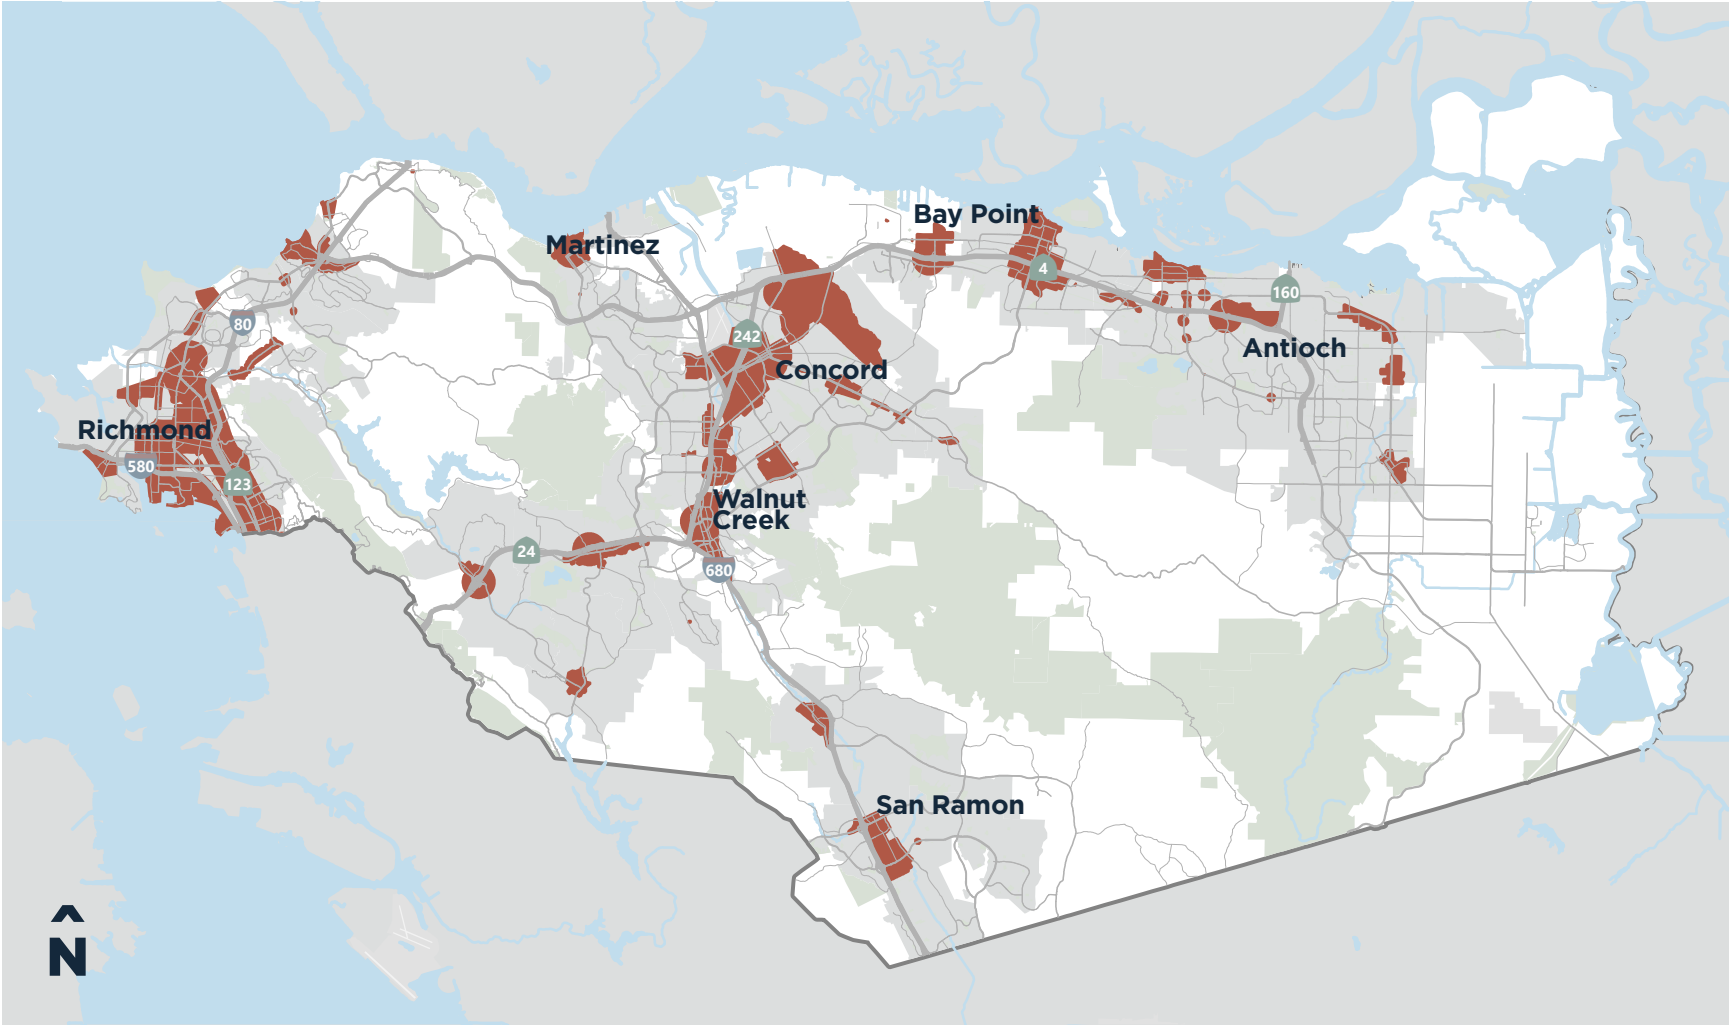 Bay Point
Martinez
4
160
80
242
Antioch
Concord
Richmond
580
123
Walnut
Creek
24
680
San Ramon
N